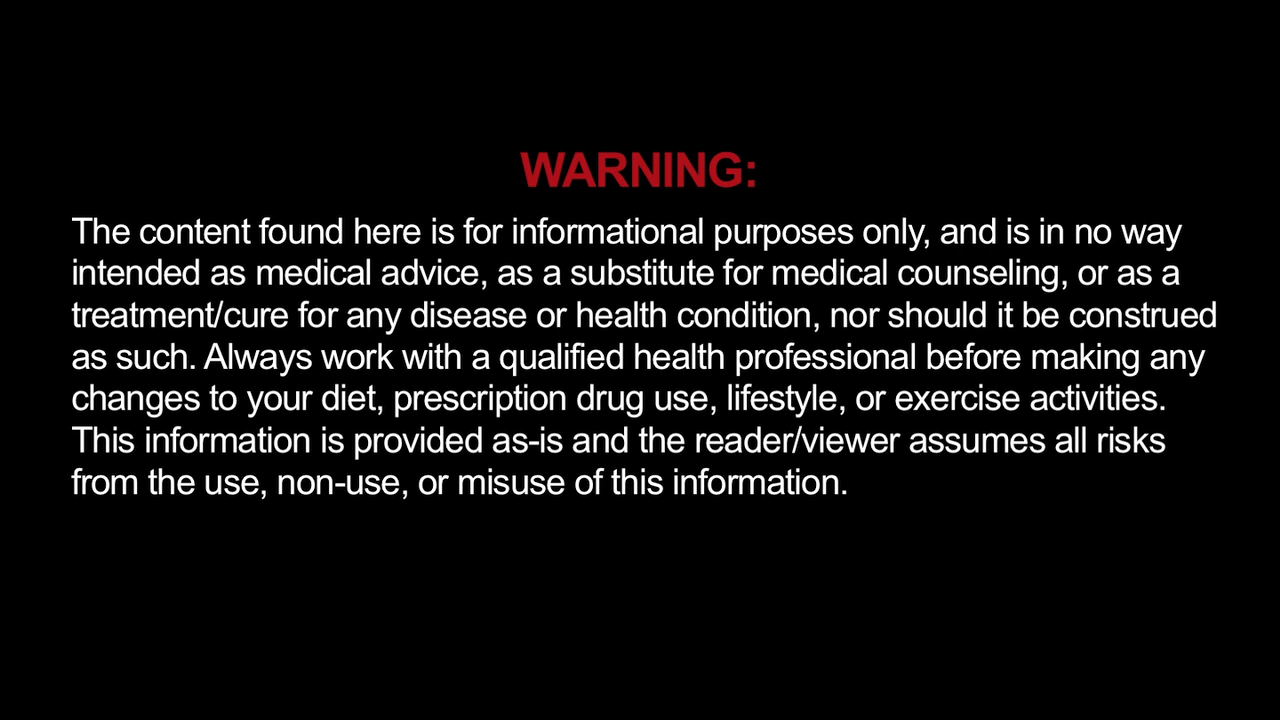 WARNING:
The content found here is for informational purposes only, and is in no way
intended as medical advice, as a substitute for medical counseling, or as a
treatment/cure for any disease or health condition, nor should it be construed
as such. Always work with a qualified health professional before making any
changes to your diet, prescription drug use, lifestyle, or exercise activities.
This information is provided as-is and the reader/viewer assumes all risks
from the use, non-use, or misuse of this information.